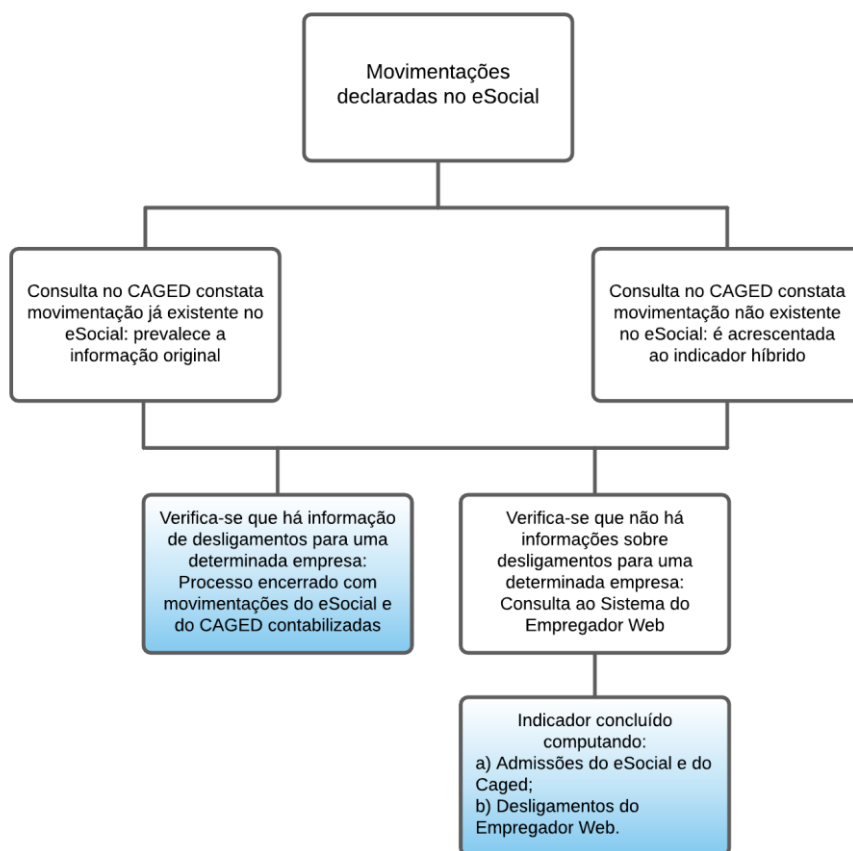 Movimentações
declaradas no eSocial
Consulta no CAGED constata
movimentação já existente no
eSocial: prevalece a
informação original
Consulta no CAGED constata
movimentação não existente
no eSocial: é acrescentada
ao indicador híbrido
Verifica-se que há informação
de desligamentos para uma
determinada empresa:
Processo encerrado com
movimentações do eSocial e
do CAGED contabilizadas
Verifica-se que não há
informações sobre
desligamentos para uma
determinada empresa:
Consulta ao Sistema do
Empregador Web
Indicador concluído
computando:
a) Admissões do eSocial e do
Caged;
b) Desligamentos do
Empregador Web.